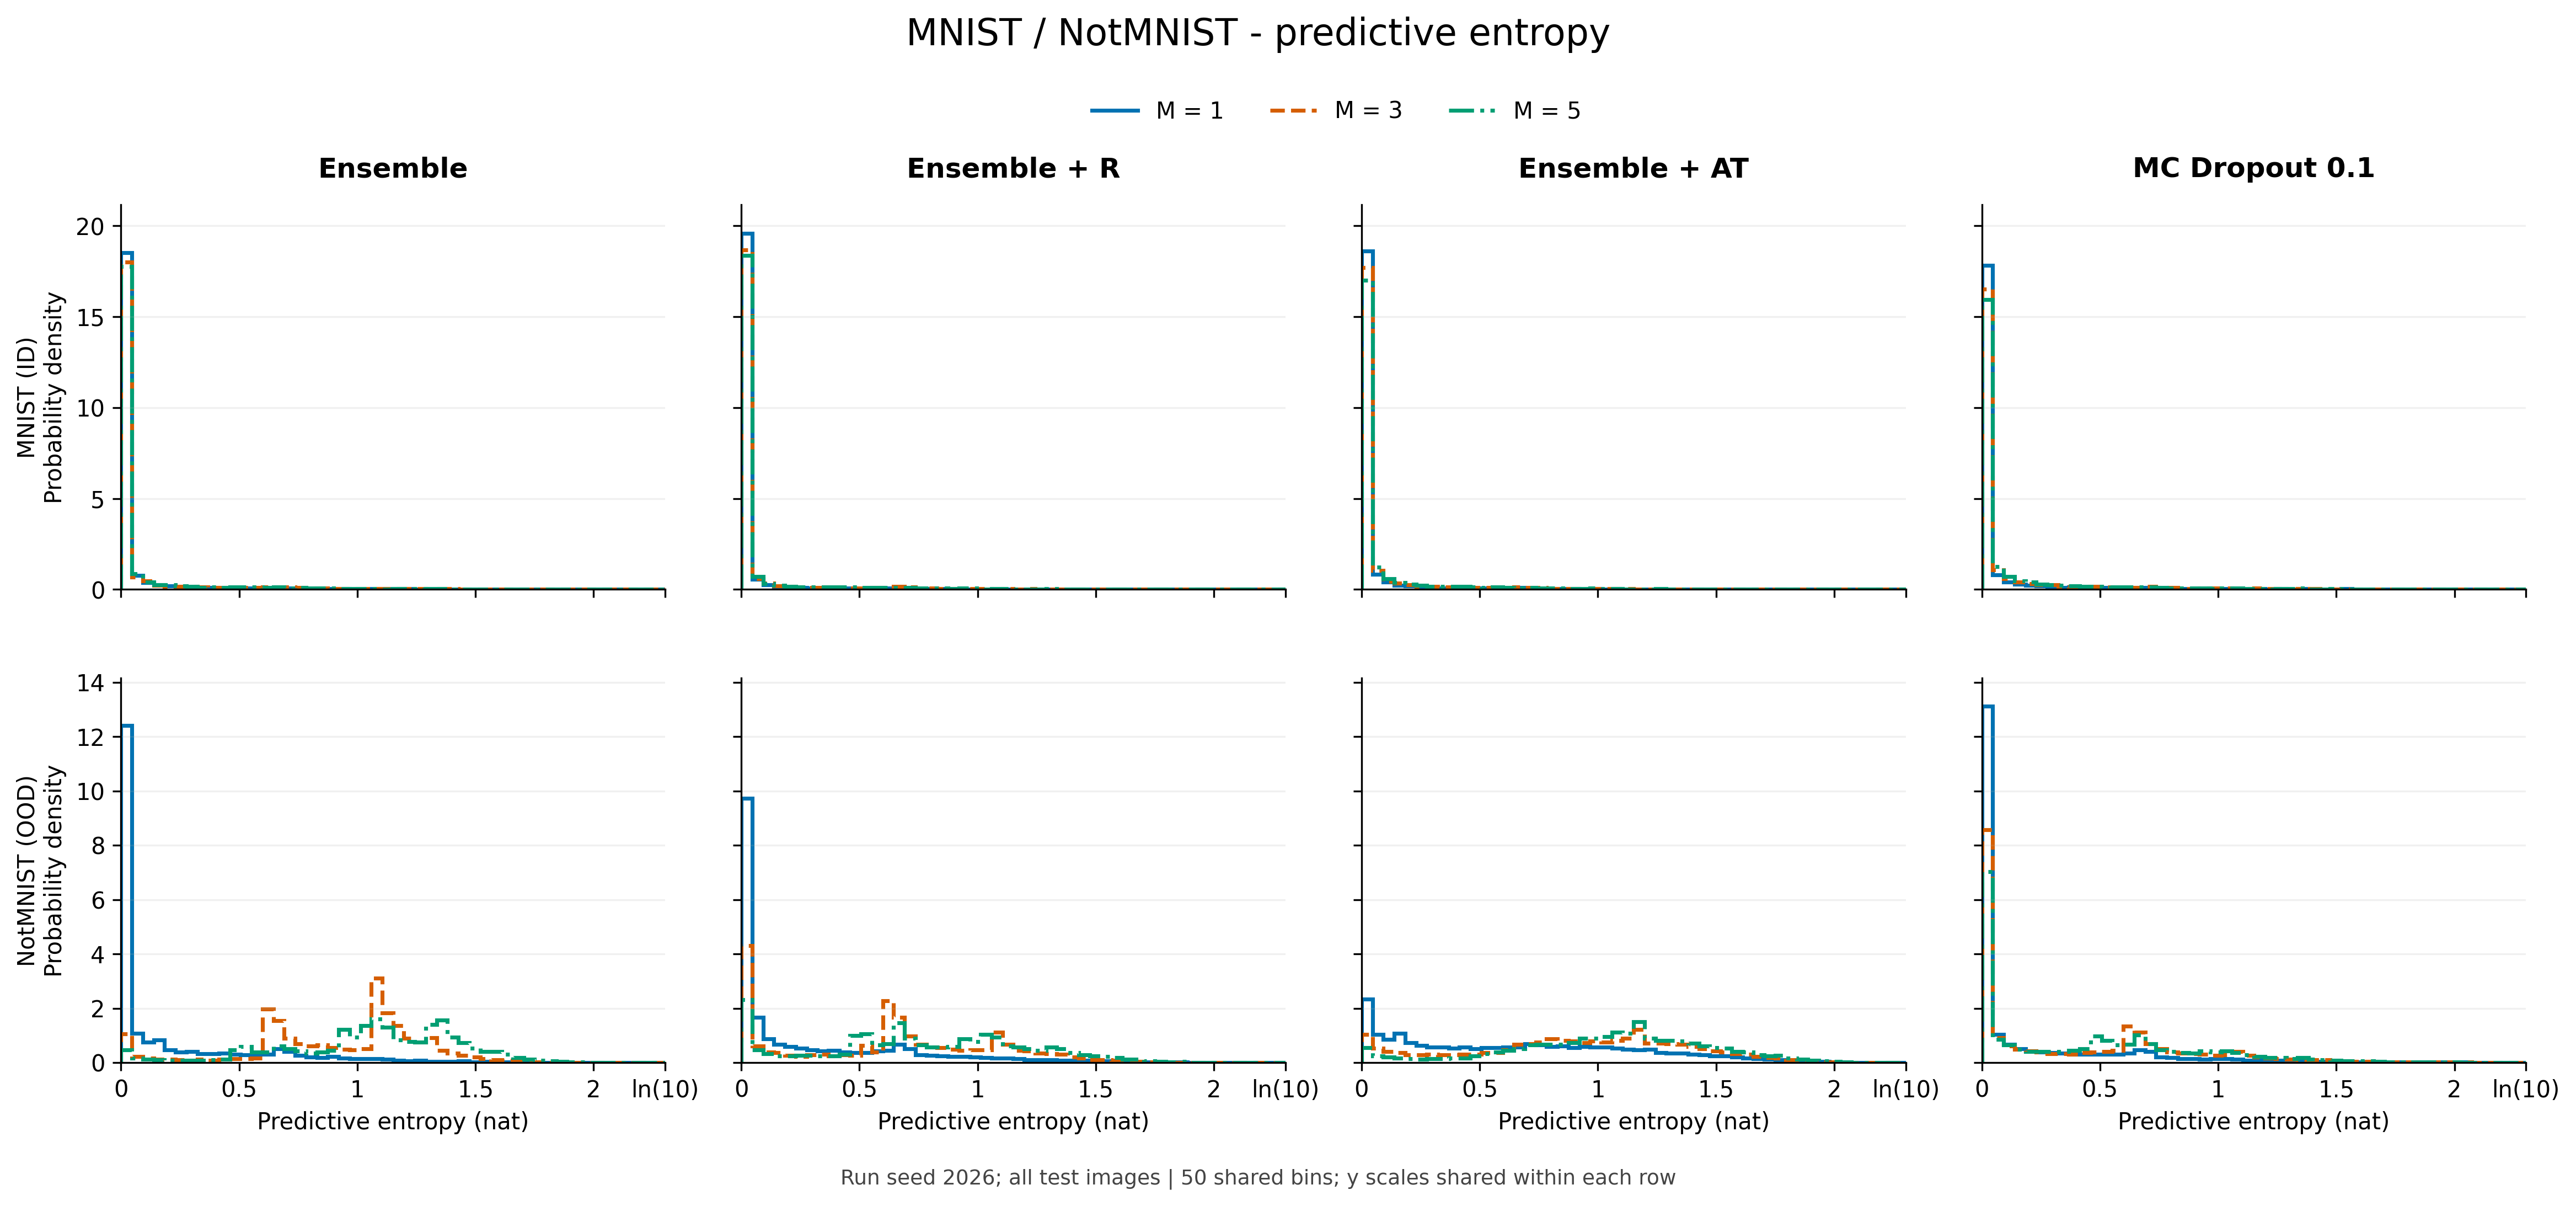 MNIST / NotMNIST - predictive entropy
M = 1 M = 3 M = 5
Ensemble
Ensemble + R
Ensemble + AT
MC Dropout 0.1
MNIST (ID)
Probability density
20
15
10
5
0
NotMNIST (OOD)
Probability density
14
12
10
8
6
4
2
0
0 0.5 1 1.5 2 ln(10)
Predictive entropy (nat)
0 0.5 1 1.5 2 ln(10)
Predictive entropy (nat)
0 0.5 1 1.5 2 ln(10)
Predictive entropy (nat)
0 0.5 1 1.5 2 ln(10)
Predictive entropy (nat)
Run seed 2026; all test images | 50 shared bins; y scales shared within each row